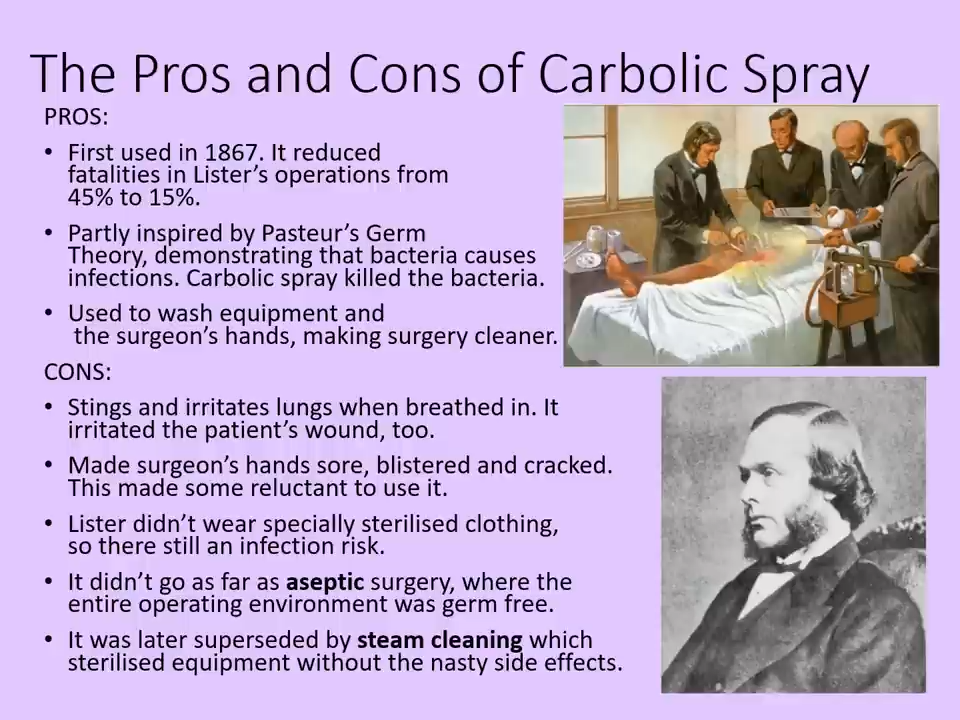 The Pros and Cons of Carbolic Spray
PROS:
• First used in 1867. It reduced
fatalities in Lister’s operations from
45% to 15%.
• Partly inspired by Pasteur’s Germ
Theory, demonstrating that bacteria causes
infections. Carbolic spray killed the bacteria.
• Used to wash equipment and
the surgeon’s hands, making surgery cleaner.
CONS:
• Stings and irritates lungs when breathed in. It
irritated the patient’s wound, too.
• Made surgeon’s hands sore, blistered and cracked.
This made some reluctant to use it.
• Lister didn’t wear specially sterilised clothing,
so there still an infection risk.
• It didn’t go as far as aseptic surgery, where the
entire operating environment was germ free.
• It was later superseded by steam cleaning which
sterilised equipment without the nasty side effects.